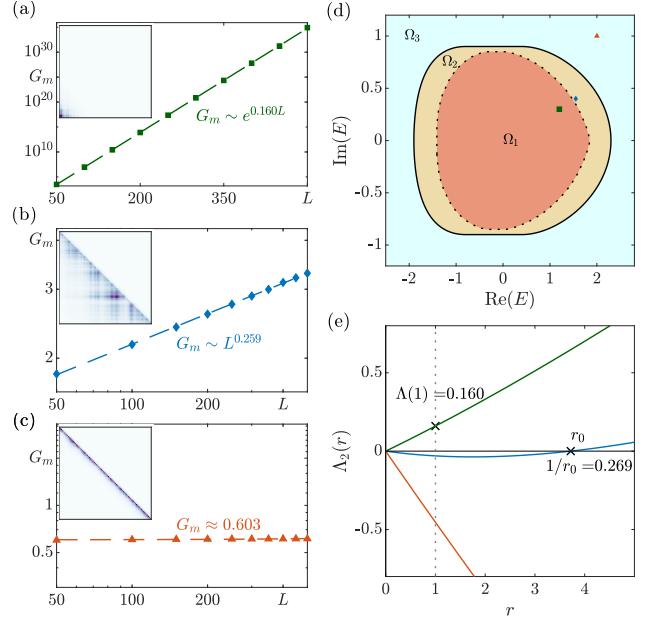 (a)
10^30
G_m
10^20
10^10
G_m ∼ e^{0.160L}
50 200 350 L
(b)
G_m
3
2
G_m ∼ L^{0.259}
50 100 200 L
(c)
G_m
1
0.5
G_m ≈ 0.603
50 100 200 L
(d)
1
0.5
0
-0.5
-1
Im(E)
Ω_3
Ω_2
Ω_1
-2 -1 0 1 2
Re(E)
(e)
0.5
0
-0.5
Λ_2(r)
Λ(1) =0.160
r_0
1/r_0 =0.269
0 1 2 3 4
r